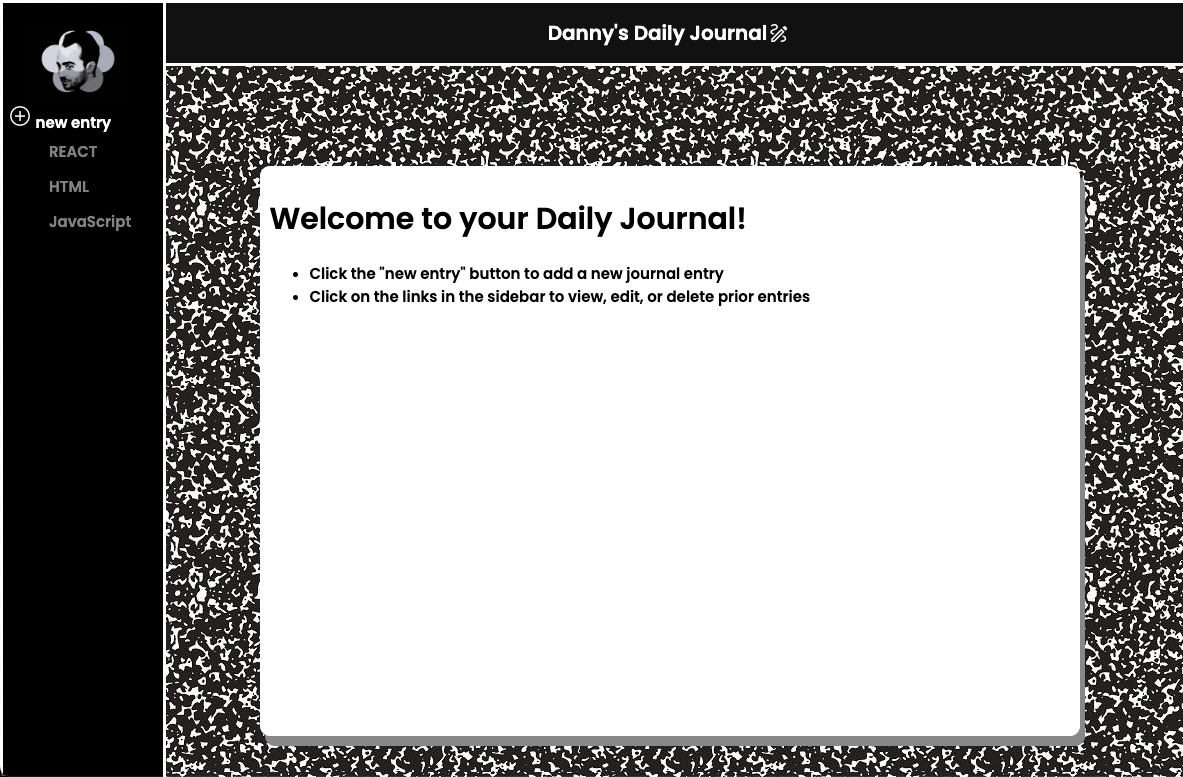 Danny's Daily Journal
new entry
REACT
HTML
JavaScript
Welcome to your Daily Journal!
• Click the "new entry" button to add a new journal entry
• Click on the links in the sidebar to view, edit, or delete prior entries